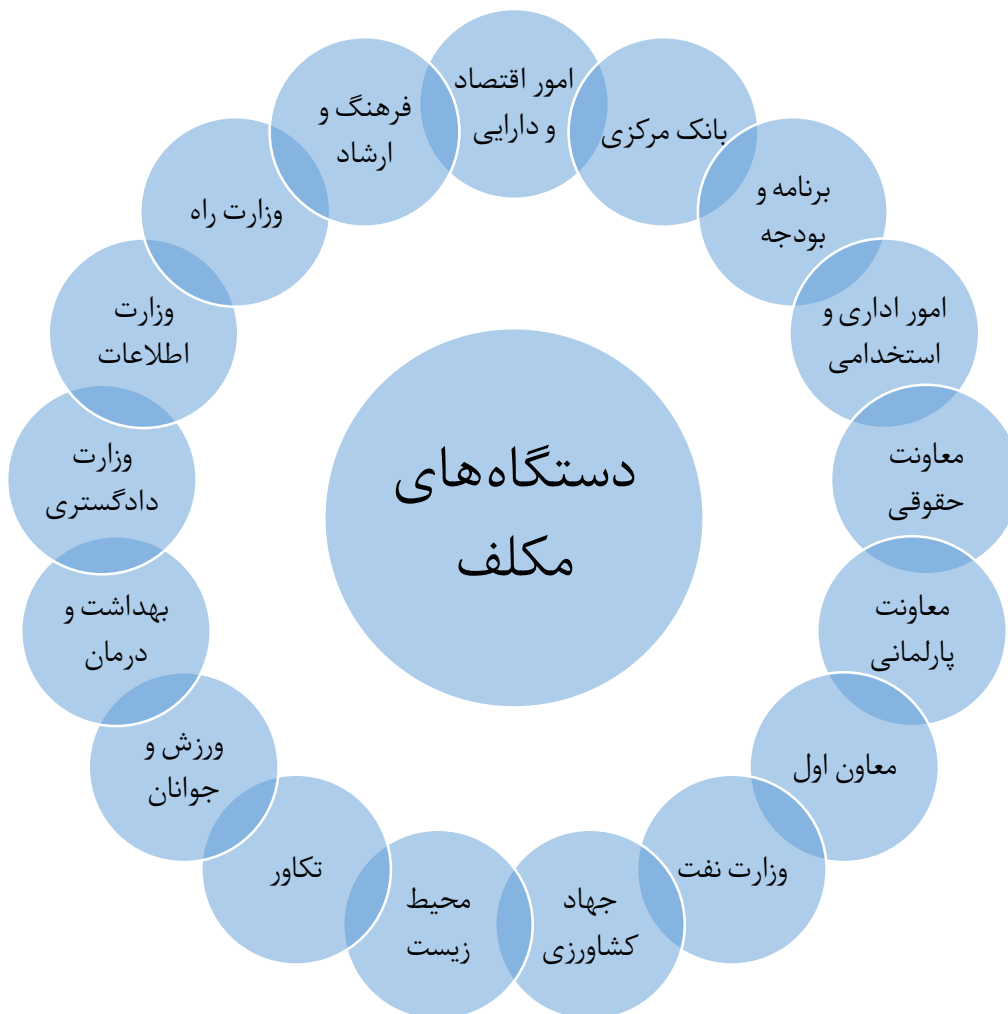 امور اقتصاد
و دارایی
بانک مرکزی
برنامه و
بودجه
امور اداری و
استخدامی
معاونت
حقوقی
معاونت
پارلمانی
معاون اول
وزارت نفت
جهاد
کشاورزی
محیط
زیست
تکاور
ورزش و
جوانان
بهداشت و
درمان
وزارت
دادگستری
وزارت
اطلاعات
وزارت راه
فرهنگ و
ارشاد
دستگاه‌های
مکلف